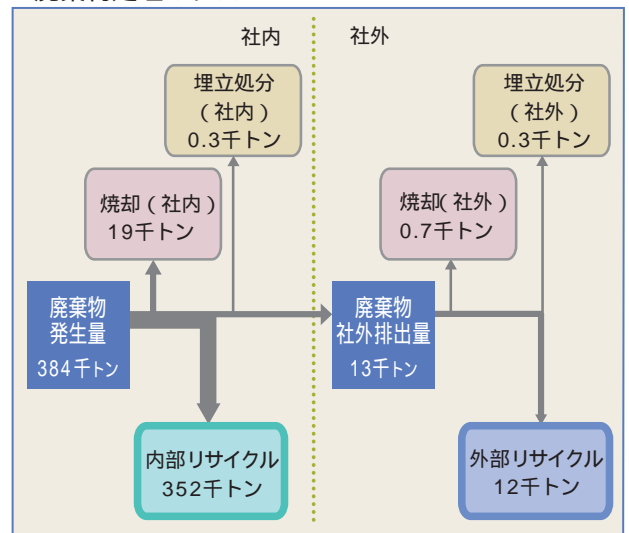 社内
社外
埋立処分
(社内)
0.3千トン
埋立処分
(社外)
0.3千トン
焼却(社内)
19千トン
焼却(社外)
0.7千トン
廃棄物
発生量
384千トン
廃棄物
社外排出量
13千トン
内部リサイクル
352千トン
外部リサイクル
12千トン